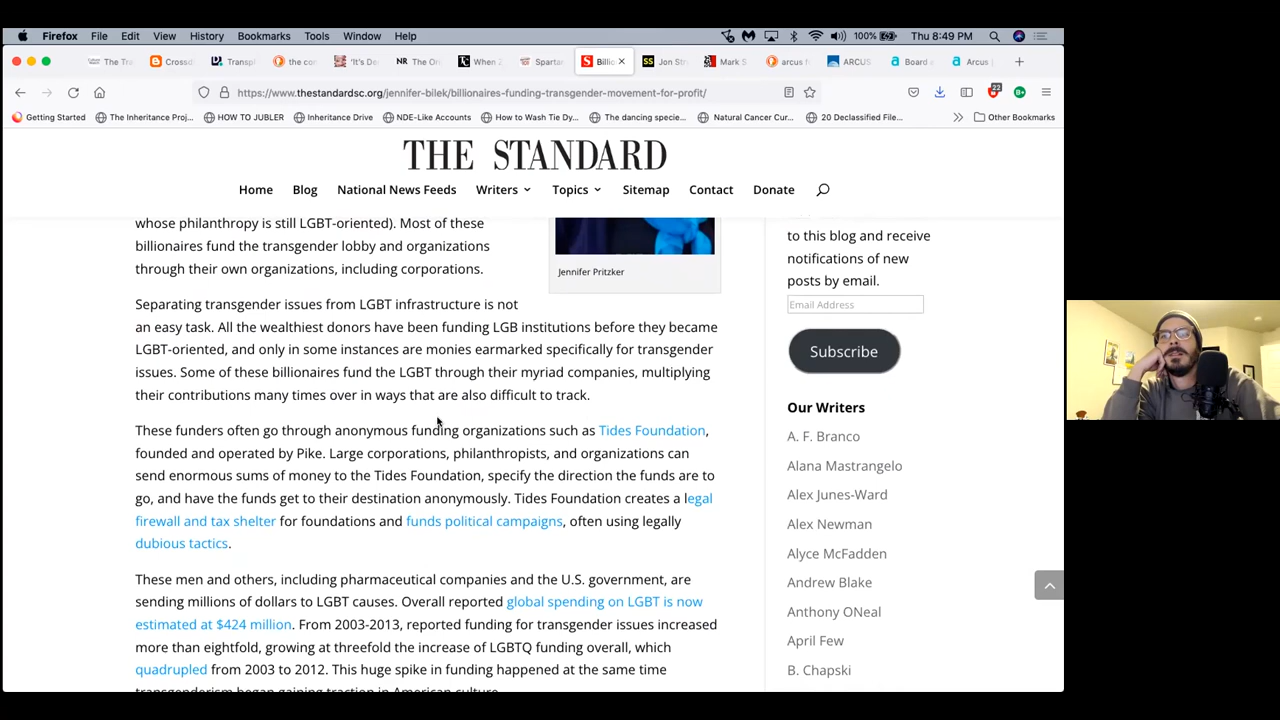 Firefox File Edit View History Bookmarks Tools Window Help 100% Thu 8:49 PM
The Tra Crossd Transpl the co 'It's De The Ori When Z Spartan Billio Jon Str Mark S arcus f ARCUS Board a Arcus
https://www.thestandardsc.org/jennifer-bilek/billionaires-funding-transgender-movement-for-profit/ 22
Getting Started The Inheritance Proj... HOW TO JUBLER Inheritance Drive NDE-Like Accounts How to Wash Tie Dy... The dancing specie... Natural Cancer Cur... 20 Declassified File... Other Bookmarks
THE STANDARD
Home Blog National News Feeds Writers Topics Sitemap Contact Donate
whose philanthropy is still LGBT-oriented). Most of these
billionaires fund the transgender lobby and organizations
through their own organizations, including corporations.
Jennifer Pritzker
Separating transgender issues from LGBT infrastructure is not
an easy task. All the wealthiest donors have been funding LGB institutions before they became
LGBT-oriented, and only in some instances are monies earmarked specifically for transgender
issues. Some of these billionaires fund the LGBT through their myriad companies, multiplying
their contributions many times over in ways that are also difficult to track.
These funders often go through anonymous funding organizations such as Tides Foundation,
founded and operated by Pike. Large corporations, philanthropists, and organizations can
send enormous sums of money to the Tides Foundation, specify the direction the funds are to
go, and have the funds get to their destination anonymously. Tides Foundation creates a legal
firewall and tax shelter for foundations and funds political campaigns, often using legally
dubious tactics.
These men and others, including pharmaceutical companies and the U.S. government, are
sending millions of dollars to LGBT causes. Overall reported global spending on LGBT is now
estimated at $424 million. From 2003-2013, reported funding for transgender issues increased
more than eightfold, growing at threefold the increase of LGBTQ funding overall, which
quadrupled from 2003 to 2012. This huge spike in funding happened at the same time
transgenderism began gaining traction in American culture.
to this blog and receive
notifications of new
posts by email.
Email Address
Subscribe
Our Writers
A. F. Branco
Alana Mastrangelo
Alex Junes-Ward
Alex Newman
Alyce McFadden
Andrew Blake
Anthony ONeal
April Few
B. Chapski